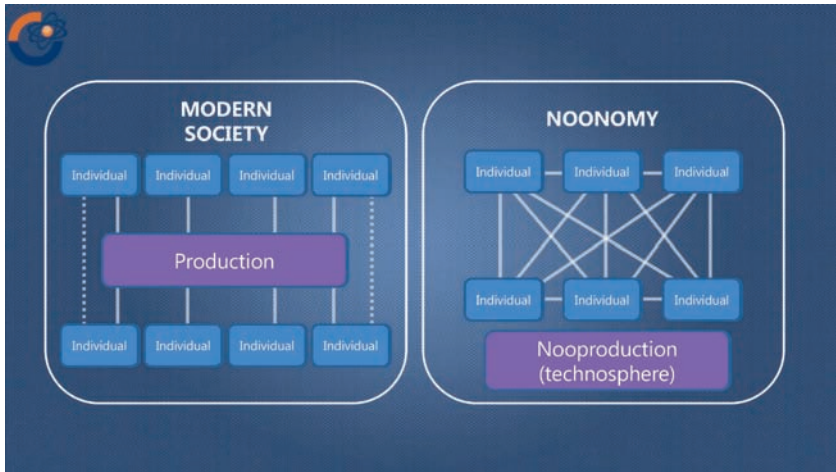 MODERN
SOCIETY
Individual
Individual
Individual
Individual
Production
Individual
Individual
Individual
Individual
NOONOMY
Individual
Individual
Individual
Individual
Individual
Individual
Nooproduction
(technosphere)